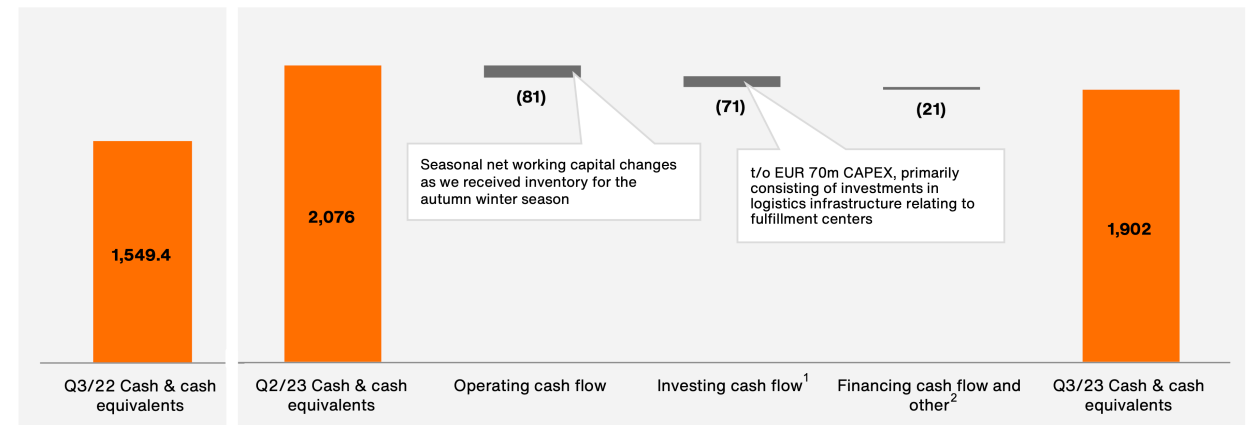 (81)
(71)
(21)
Seasonal net working capital changes
as we received inventory for the
autumn winter season
t/o EUR 70m CAPEX, primarily
consisting of investments in
logistics infrastructure relating to
fulfillment centers
1,549.4
2,076
1,902
Q3/22 Cash & cash
equivalents
Q2/23 Cash & cash
equivalents
Operating cash flow
Investing cash flow1
Financing cash flow and
other2
Q3/23 Cash & cash
equivalents